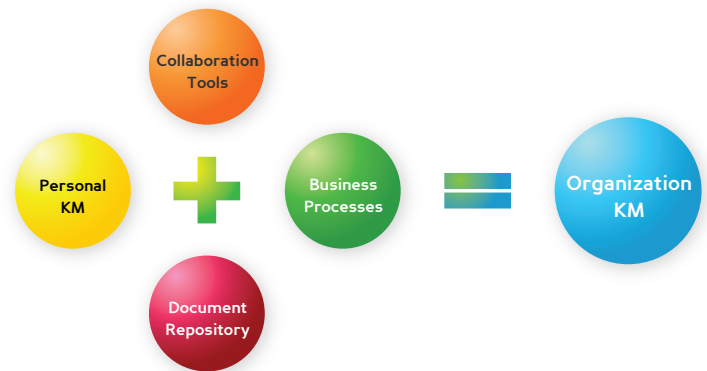 Collaboration
Tools
Personal
KM
Business
Processes
Organization
KM
Document
Repository